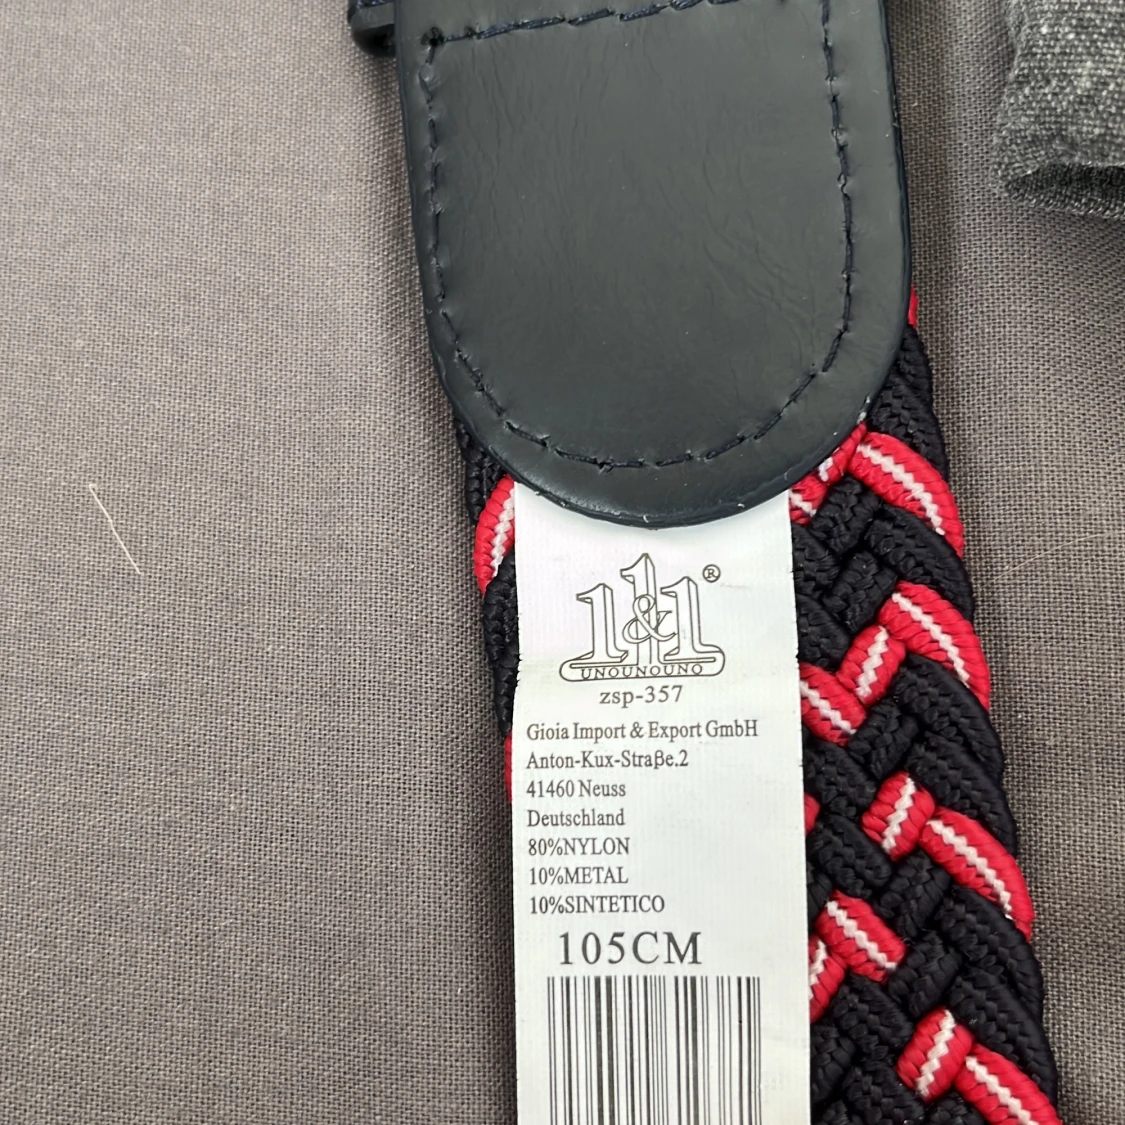 1&1 ®
UNOUNOUNO
zsp-357
Gioia Import & Export GmbH
Anton-Kux-Straβe.2
41460 Neuss
Deutschland
80%NYLON
10%METAL
10%SINTETICO
105CM